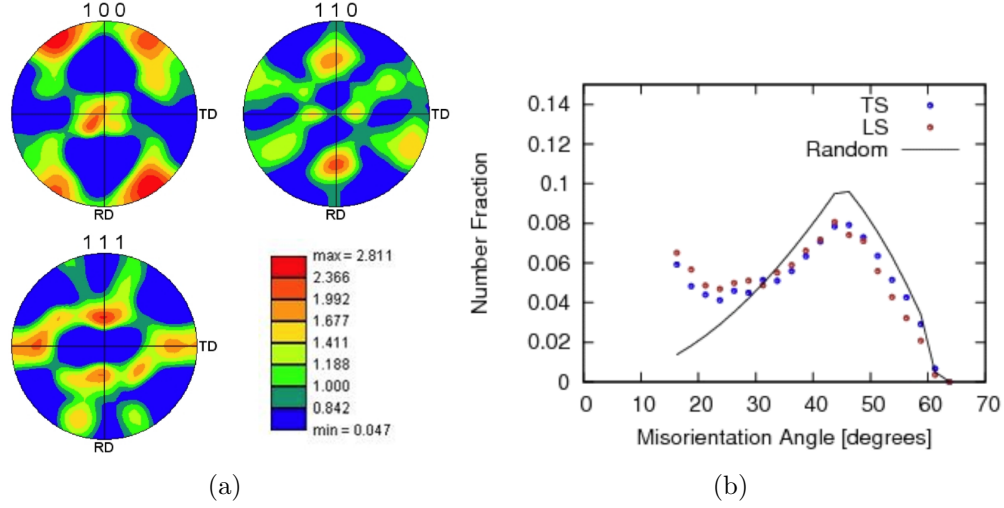 1 0 0
TD
RD
1 1 0
TD
RD
1 1 1
TD
RD
max = 2.811
2.366
1.992
1.677
1.411
1.188
1.000
0.842
min = 0.047
(a)
0.14
0.12
0.1
0.08
0.06
0.04
0.02
0
Number Fraction
TS
LS
Random
0 10 20 30 40 50 60 70
Misorientation Angle [degrees]
(b)